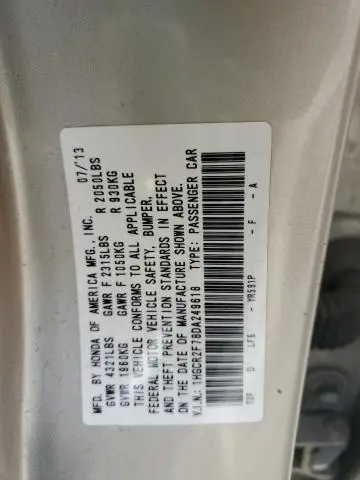 MFD. BY HONDA OF AMERICA MFG., INC. 07/13
GVWR 4321LBS GAWR F 2315LBS R 2050LBS
GVWR 1960KG GAWR F 1050KG R 930KG
THIS VEHICLE CONFORMS TO ALL APPLICABLE
FEDERAL MOTOR VEHICLE SAFETY, BUMPER,
AND THEFT PREVENTION STANDARDS IN EFFECT
ON THE DATE OF MANUFACTURE SHOWN ABOVE.
V.I.N.: 1HGCR2F78DA249618 TYPE: PASSENGER CAR
T2F D LFE - YR591P - F - A